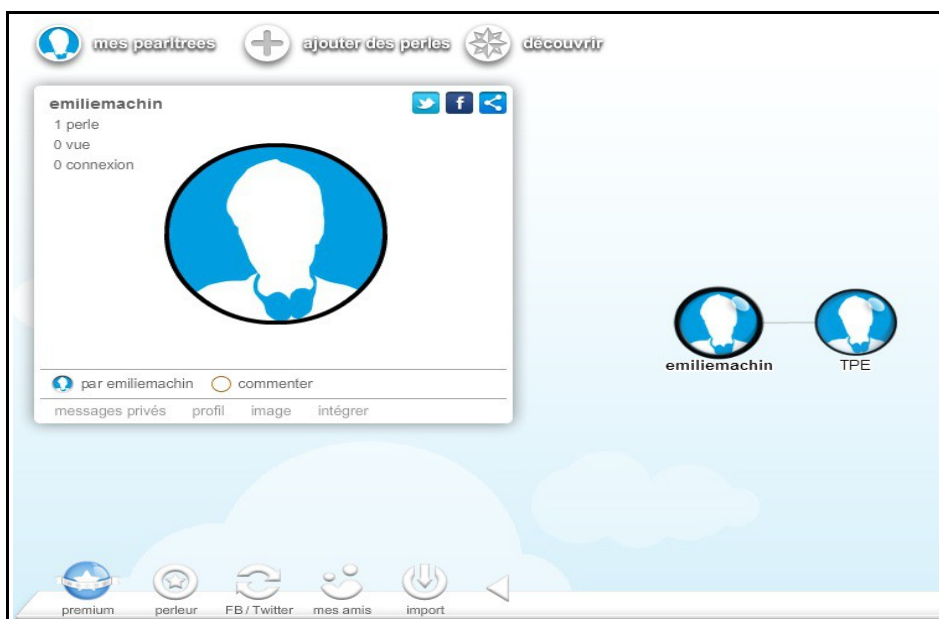 mes pearltrees ajouter des perles découvrir
emiliemachin
1 perle
0 vue
0 connexion
par emiliemachin commenter
messages privés profil image intégrer
emiliemachin TPE
premium perleur FB / Twitter mes amis import